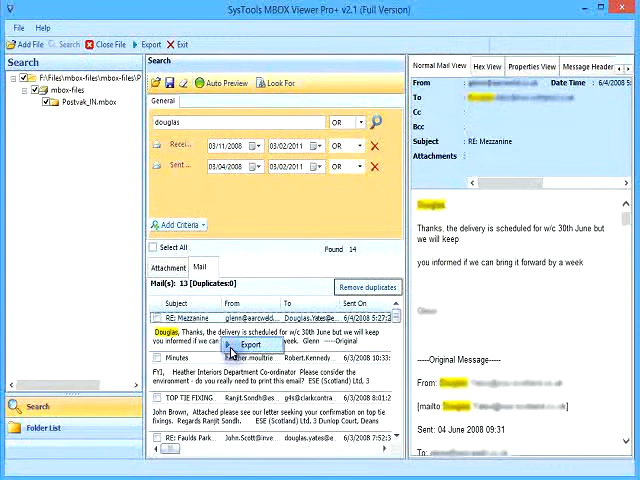 SysTools MBOX Viewer Pro+ v2.1 (Full Version)
File Help
Add File Search Close File Export Exit
Search
F:\Files\mbox-files\mbox-files\P
mbox-files
Postvak_IN.mbox
Search
Folder List
Search
Auto Preview Look For
General
douglas OR
Recei... 03/11/2008 03/02/2011 OR
Sent ... 03/04/2008 03/02/2011 OR
Add Criteria
Select All Found 14
Attachment Mail
Mail(s): 13 [Duplicates:0] Remove duplicates
Subject From To Sent On
RE: Mezzanine glenn@aarcweld... Douglas.Yates@e... 6/4/2008 5:27:2
Douglas, Thanks, the delivery is scheduled for w/c 30th June but we will keep
you informed if we can bring it week. Glenn -----Original
Export
Minutes heather.moultrie... Robert.Kennedy... 6/3/2008 10:33:
FYI, Heather Interiors Department Co-ordinator Please consider the
environment - do you really need to print this email? ESE (Scotland) Ltd, 3
TOP TIE FIXING... Ranjit.Sondh@... g4s@clarkcontra... 6/3/2008 8:01:2
John Brown, Attached please see our letter seeking your confirmation on top tie
fixings. Regards Ranjit Sondh. ESE (Scotland) Ltd, 3 Dunlop Court, Deans
RE: Faulds Park... John.Scott@inve... douglas.yates@e... 6/3/2008 7:52:3
Normal Mail View Hex View Properties View Message Header
From : Date Time : 6/4/2008 5
To :
Cc :
Bcc :
Subject : RE: Mezzanine
Attachments :
Douglas,
Thanks, the delivery is scheduled for w/c 30th June but
we will keep
you informed if we can bring it forward by a week
Glenn
-----Original Message-----
From: Douglas
[mailto Douglas ]
Sent: 04 June 2008 09:31
To: